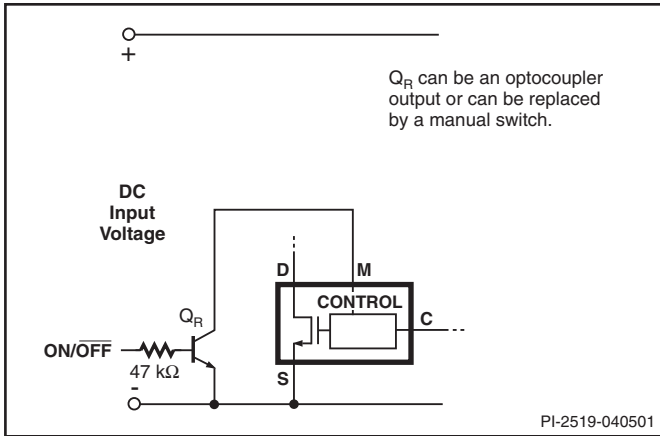 +
Q_R can be an optocoupler
output or can be replaced
by a manual switch.
DC
Input
Voltage
D
M
CONTROL
C
Q_R
ON/O̅F̅F̅
47 kΩ
S
-
PI-2519-040501